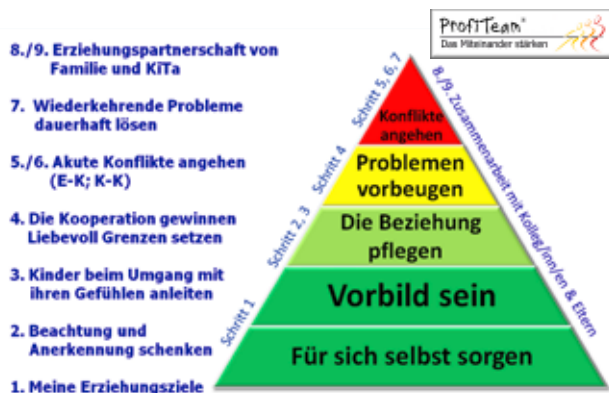 ProfiTeam®
Das Miteinander stärken
8./9. Erziehungspartnerschaft von
Familie und KiTa
7. Wiederkehrende Probleme
dauerhaft lösen
5./6. Akute Konflikte angehen
(E-K; K-K)
4. Die Kooperation gewinnen
Liebevoll Grenzen setzen
3. Kinder beim Umgang mit
ihren Gefühlen anleiten
2. Beachtung und
Anerkennung schenken
1. Meine Erziehungsziele
Schritt 5, 6, 7
Schritt 4
Schritt 2, 3
Schritt 1
Konflikte
angehen
Problemen
vorbeugen
Die Beziehung
pflegen
Vorbild sein
Für sich selbst sorgen
8./9. Zusammenarbeit mit Kolleg/inn/en & Eltern